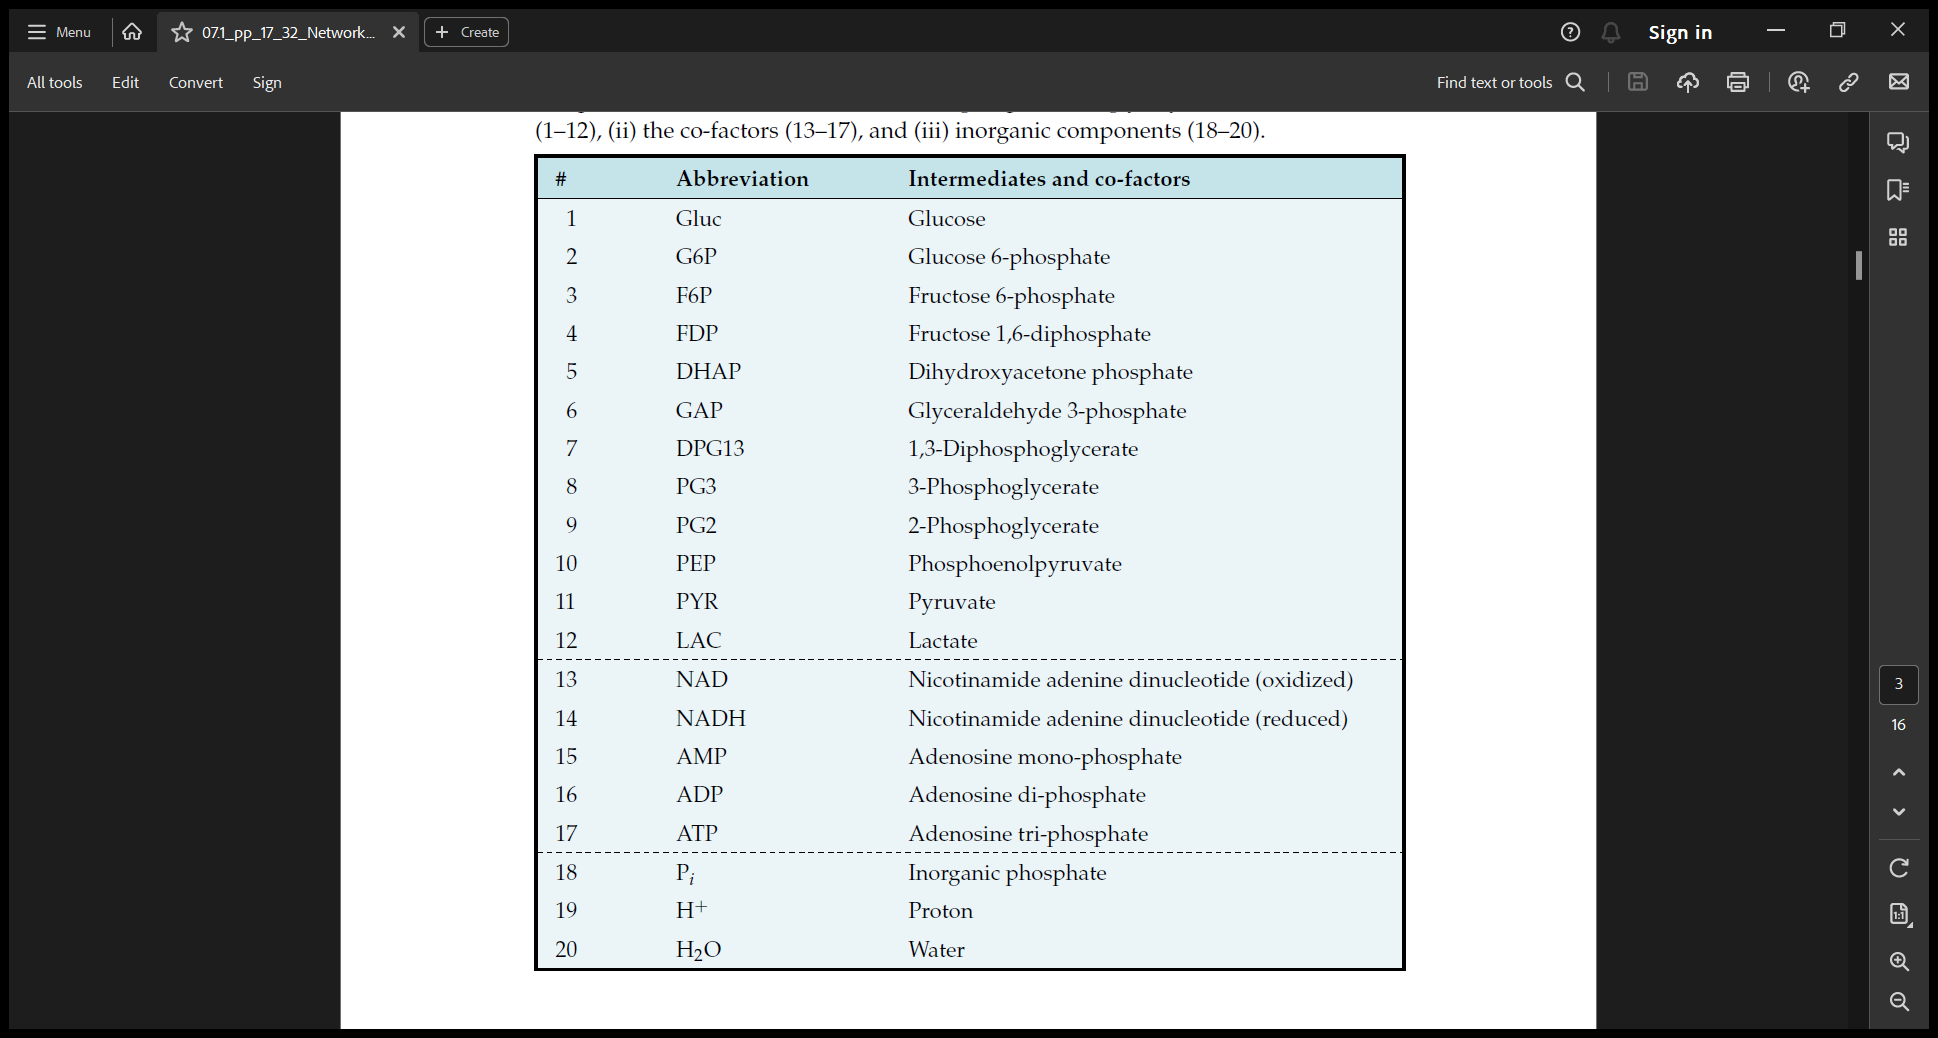 Menu
07.1_pp_17_32_Network...
Create
Sign in
All tools
Edit
Convert
Sign
Find text or tools
(1–12), (ii) the co-factors (13–17), and (iii) inorganic components (18–20).
# Abbreviation Intermediates and co-factors
1 Gluc Glucose
2 G6P Glucose 6-phosphate
3 F6P Fructose 6-phosphate
4 FDP Fructose 1,6-diphosphate
5 DHAP Dihydroxyacetone phosphate
6 GAP Glyceraldehyde 3-phosphate
7 DPG13 1,3-Diphosphoglycerate
8 PG3 3-Phosphoglycerate
9 PG2 2-Phosphoglycerate
10 PEP Phosphoenolpyruvate
11 PYR Pyruvate
12 LAC Lactate
13 NAD Nicotinamide adenine dinucleotide (oxidized)
14 NADH Nicotinamide adenine dinucleotide (reduced)
15 AMP Adenosine mono-phosphate
16 ADP Adenosine di-phosphate
17 ATP Adenosine tri-phosphate
18 Pi Inorganic phosphate
19 H+ Proton
20 H2O Water
3
16
1:1